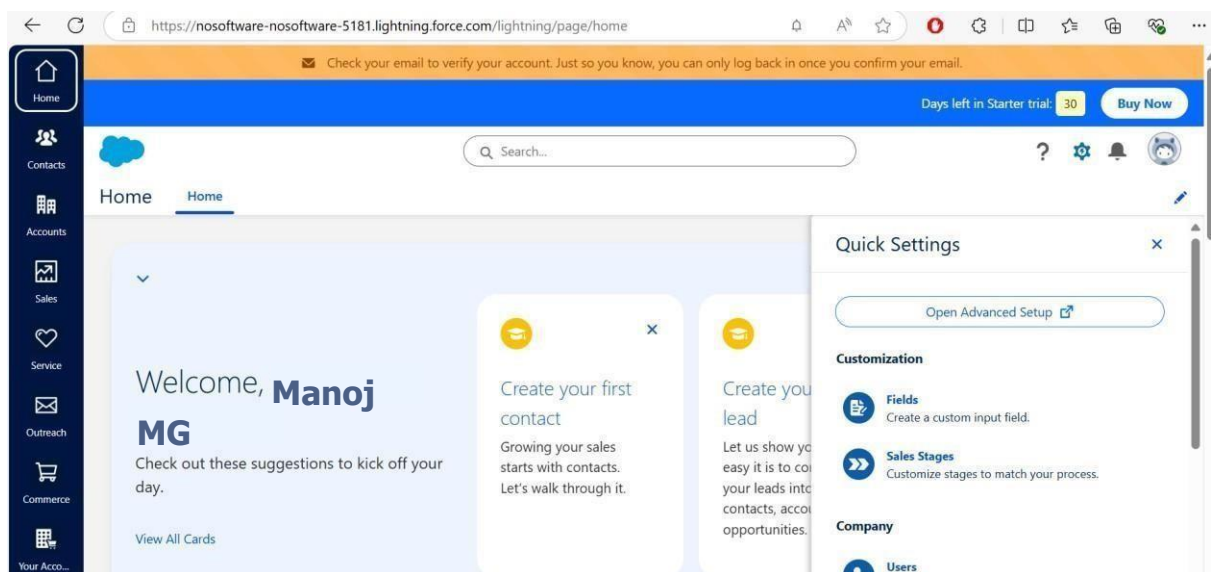 https://nosoftware-nosoftware-5181.lightning.force.com/lightning/page/home
Check your email to verify your account. Just so you know, you can only log back in once you confirm your email.
Days left in Starter trial: 30 Buy Now
Home
Contacts
Accounts
Sales
Service
Outreach
Commerce
Your Acco...
Search...
Home Home
Welcome, Manoj
MG
Check out these suggestions to kick off your
day.
View All Cards
Create your first
contact
Growing your sales
starts with contacts.
Let's walk through it.
Create you
lead
Let us show yo
easy it is to co
your leads into
contacts, accou
opportunities.
Quick Settings
Open Advanced Setup
Customization
Fields
Create a custom input field.
Sales Stages
Customize stages to match your process.
Company
Users